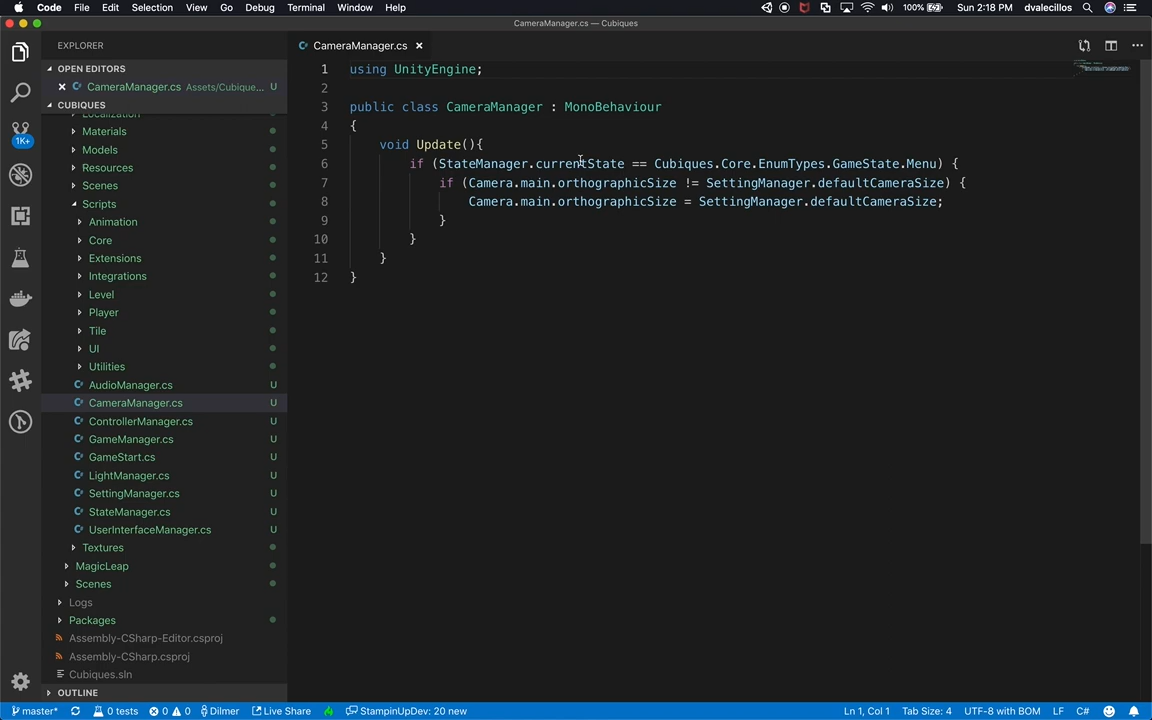 Code File Edit Selection View Go Debug Terminal Window Help 100% Sun 2:18 PM dvalecillos
CameraManager.cs — Cubiques
EXPLORER
OPEN EDITORS
CameraManager.cs Assets/Cubique... U
CUBIQUES
Localization
Materials
Models
Resources
Scenes
Scripts
Animation
Core
Extensions
Integrations
Level
Player
Tile
UI
Utilities
AudioManager.cs U
CameraManager.cs U
ControllerManager.cs U
GameManager.cs U
GameStart.cs U
LightManager.cs U
SettingManager.cs U
StateManager.cs U
UserInterfaceManager.cs U
Textures
MagicLeap
Scenes
Logs
Packages
Assembly-CSharp-Editor.csproj
Assembly-CSharp.csproj
Cubiques.sln
OUTLINE
1K+
CameraManager.cs
1 using UnityEngine;
2
3 public class CameraManager : MonoBehaviour
4 {
5 void Update(){
6 if (StateManager.currentState == Cubiques.Core.EnumTypes.GameState.Menu) {
7 if (Camera.main.orthographicSize != SettingManager.defaultCameraSize) {
8 Camera.main.orthographicSize = SettingManager.defaultCameraSize;
9 }
10 }
11 }
12 }
master* 0 tests 0 0 Dilmer Live Share StampinUpDev: 20 new Ln 1, Col 1 Tab Size: 4 UTF-8 with BOM LF C#